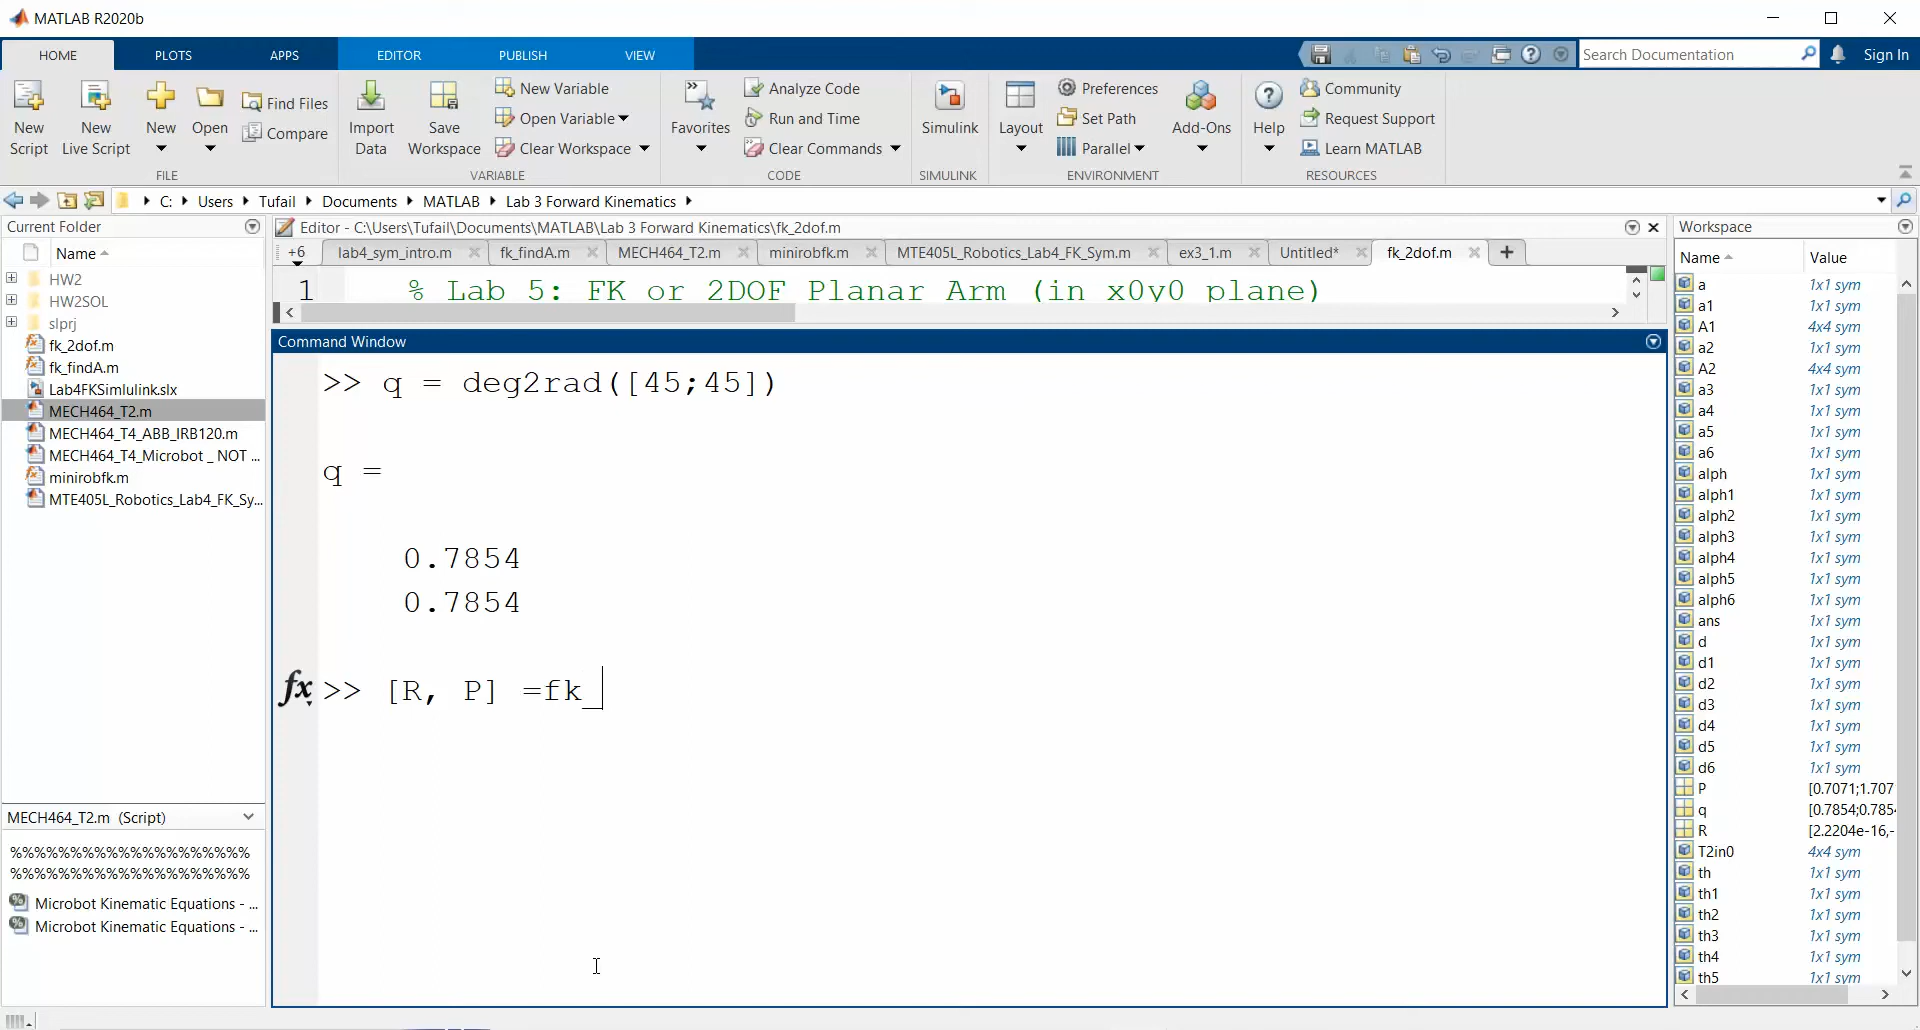 MATLAB R2020b
HOME PLOTS APPS EDITOR PUBLISH VIEW Search Documentation Sign In
New Script
New Live Script
New
Open
Find Files
Compare
FILE
Import Data
Save Workspace
New Variable
Open Variable
Clear Workspace
VARIABLE
Favorites
Analyze Code
Run and Time
Clear Commands
CODE
Simulink
SIMULINK
Layout
Preferences
Set Path
Parallel
Add-Ons
ENVIRONMENT
Help
Community
Request Support
Learn MATLAB
RESOURCES
C: Users Tufail Documents MATLAB Lab 3 Forward Kinematics
Current Folder
Name
HW2
HW2SOL
slprj
fk_2dof.m
fk_findA.m
Lab4FKSimlulink.slx
MECH464_T2.m
MECH464_T4_ABB_IRB120.m
MECH464_T4_Microbot _ NOT ...
minirobfk.m
MTE405L_Robotics_Lab4_FK_Sy...
MECH464_T2.m (Script)
%%%%%%%%%%%%%%%%%%%%
%%%%%%%%%%%%%%%%%%%%
Microbot Kinematic Equations - ...
Microbot Kinematic Equations - ...
Editor - C:\Users\Tufail\Documents\MATLAB\Lab 3 Forward Kinematics\fk_2dof.m
+6 lab4_sym_intro.m fk_findA.m MECH464_T2.m minirobfk.m MTE405L_Robotics_Lab4_FK_Sym.m ex3_1.m Untitled* fk_2dof.m
1 % Lab 5: FK or 2DOF Planar Arm (in x0y0 plane)
Command Window
>> q = deg2rad([45;45])
q =
0.7854
0.7854
fx >> [R, P] =fk_
Workspace
Name Value
a 1x1 sym
a1 1x1 sym
A1 4x4 sym
a2 1x1 sym
A2 4x4 sym
a3 1x1 sym
a4 1x1 sym
a5 1x1 sym
a6 1x1 sym
alph 1x1 sym
alph1 1x1 sym
alph2 1x1 sym
alph3 1x1 sym
alph4 1x1 sym
alph5 1x1 sym
alph6 1x1 sym
ans 1x1 sym
d 1x1 sym
d1 1x1 sym
d2 1x1 sym
d3 1x1 sym
d4 1x1 sym
d5 1x1 sym
d6 1x1 sym
P [0.7071;1.707
q [0.7854;0.785
R [2.2204e-16,-
T2in0 4x4 sym
th 1x1 sym
th1 1x1 sym
th2 1x1 sym
th3 1x1 sym
th4 1x1 sym
th5 1x1 sym